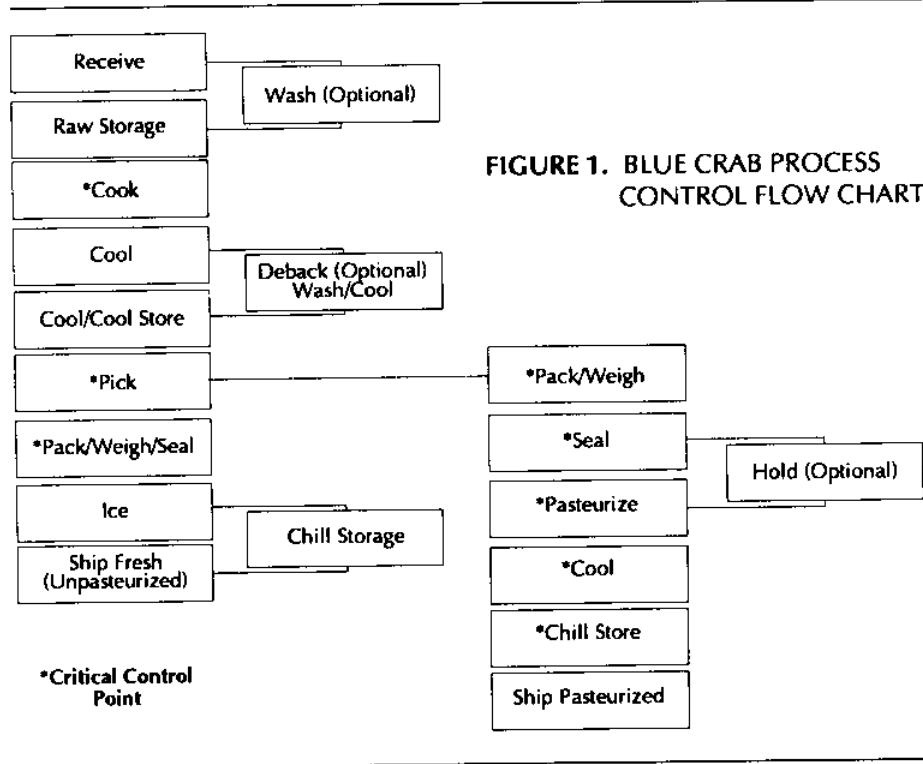 Receive
Wash (Optional)
Raw Storage
*Cook
FIGURE 1. BLUE CRAB PROCESS
CONTROL FLOW CHART
Cool
Deback (Optional)
Wash/Cool
Cool/Cool Store
*Pick
*Pack/Weigh/Seal
Ice
Chill Storage
Ship Fresh
(Unpasteurized)
*Pack/Weigh
*Seal
Hold (Optional)
*Pasteurize
*Cool
*Chill Store
Ship Pasteurized
*Critical Control
Point